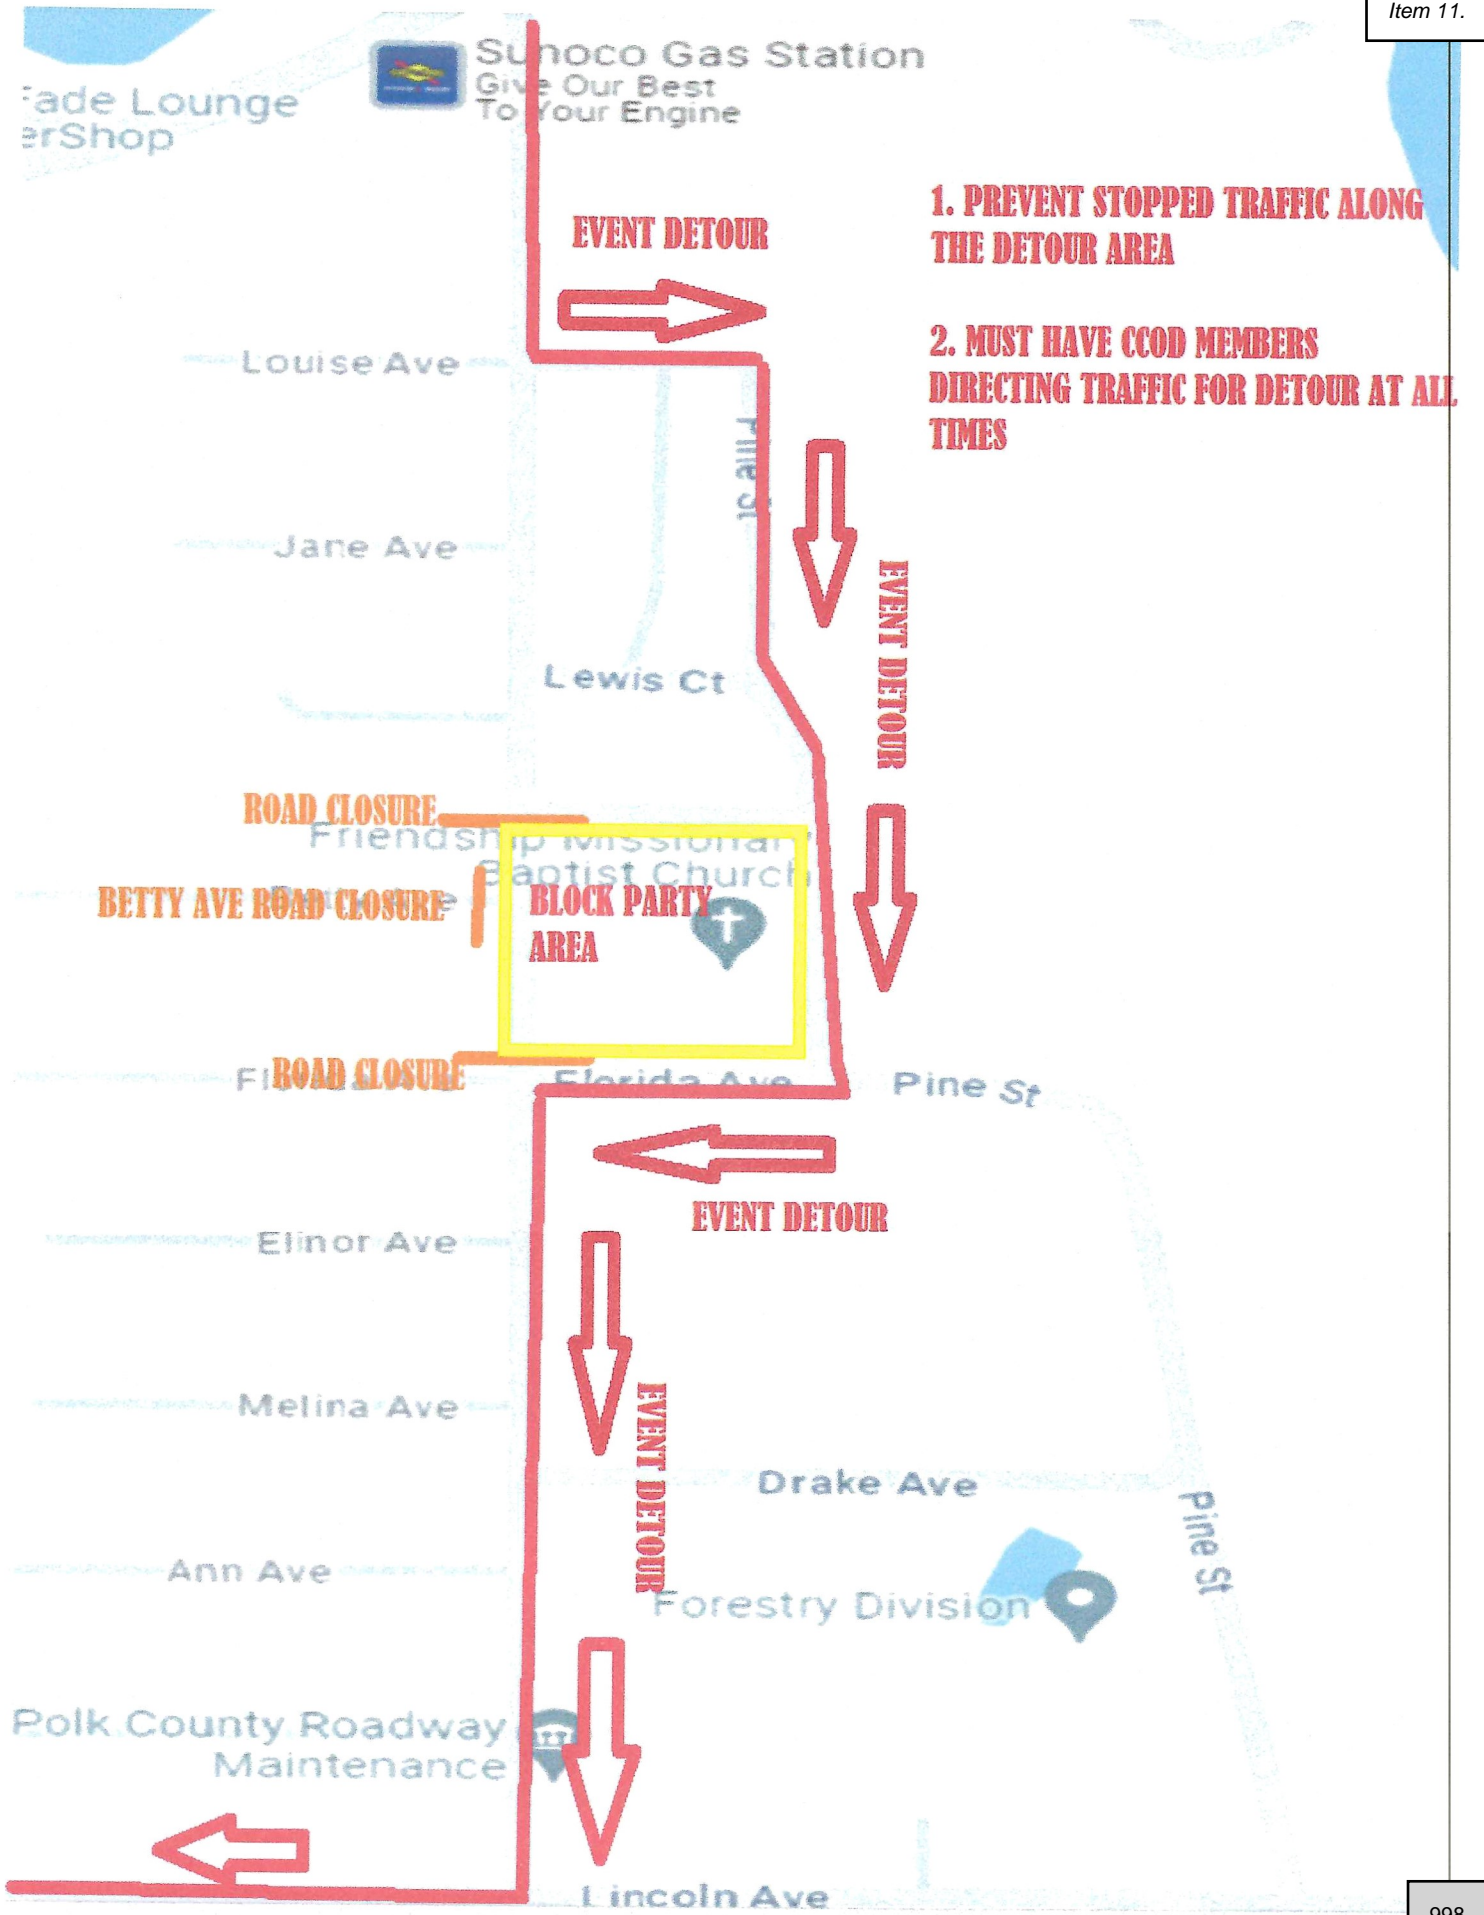 Item 11.
Sunoco Gas Station
Give Our Best
To Your Engine
Fade Lounge
erShop
EVENT DETOUR
1. PREVENT STOPPED TRAFFIC ALONG
THE DETOUR AREA
2. MUST HAVE CCOD MEMBERS
DIRECTING TRAFFIC FOR DETOUR AT ALL
TIMES
Louise Ave
Pine St
Jane Ave
EVENT DETOUR
Lewis Ct
ROAD CLOSURE
Friendship Missionary
Baptist Church
BETTY AVE ROAD CLOSURE
BLOCK PARTY
AREA
ROAD CLOSURE
Florida Ave
Pine St
EVENT DETOUR
Elinor Ave
EVENT DETOUR
Melina Ave
Drake Ave
Pine St
Ann Ave
Forestry Division
Polk County Roadway
Maintenance
Lincoln Ave
998